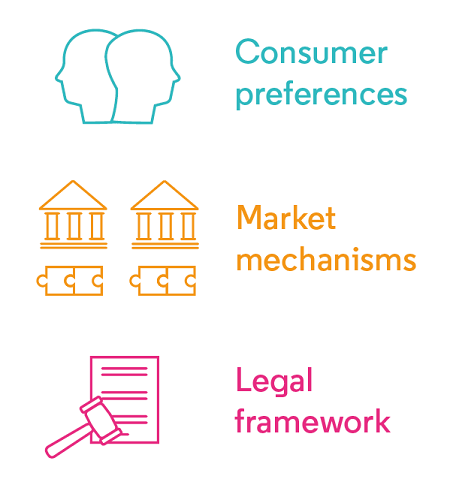 Consumer
preferences
Market
mechanisms
Legal
framework